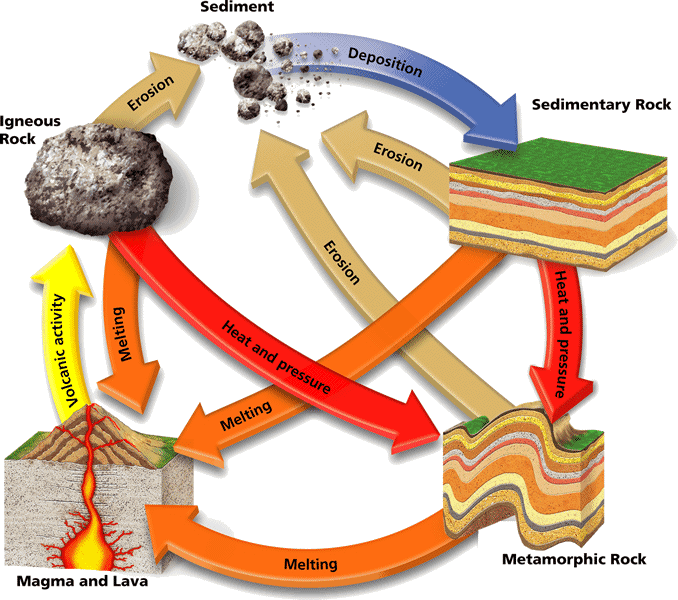 Sediment
Deposition
Erosion
Sedimentary Rock
Igneous
Rock
Erosion
Erosion
Volcanic activity
Melting
Heat and pressure
Heat and pressure
Melting
Melting
Metamorphic Rock
Magma and Lava